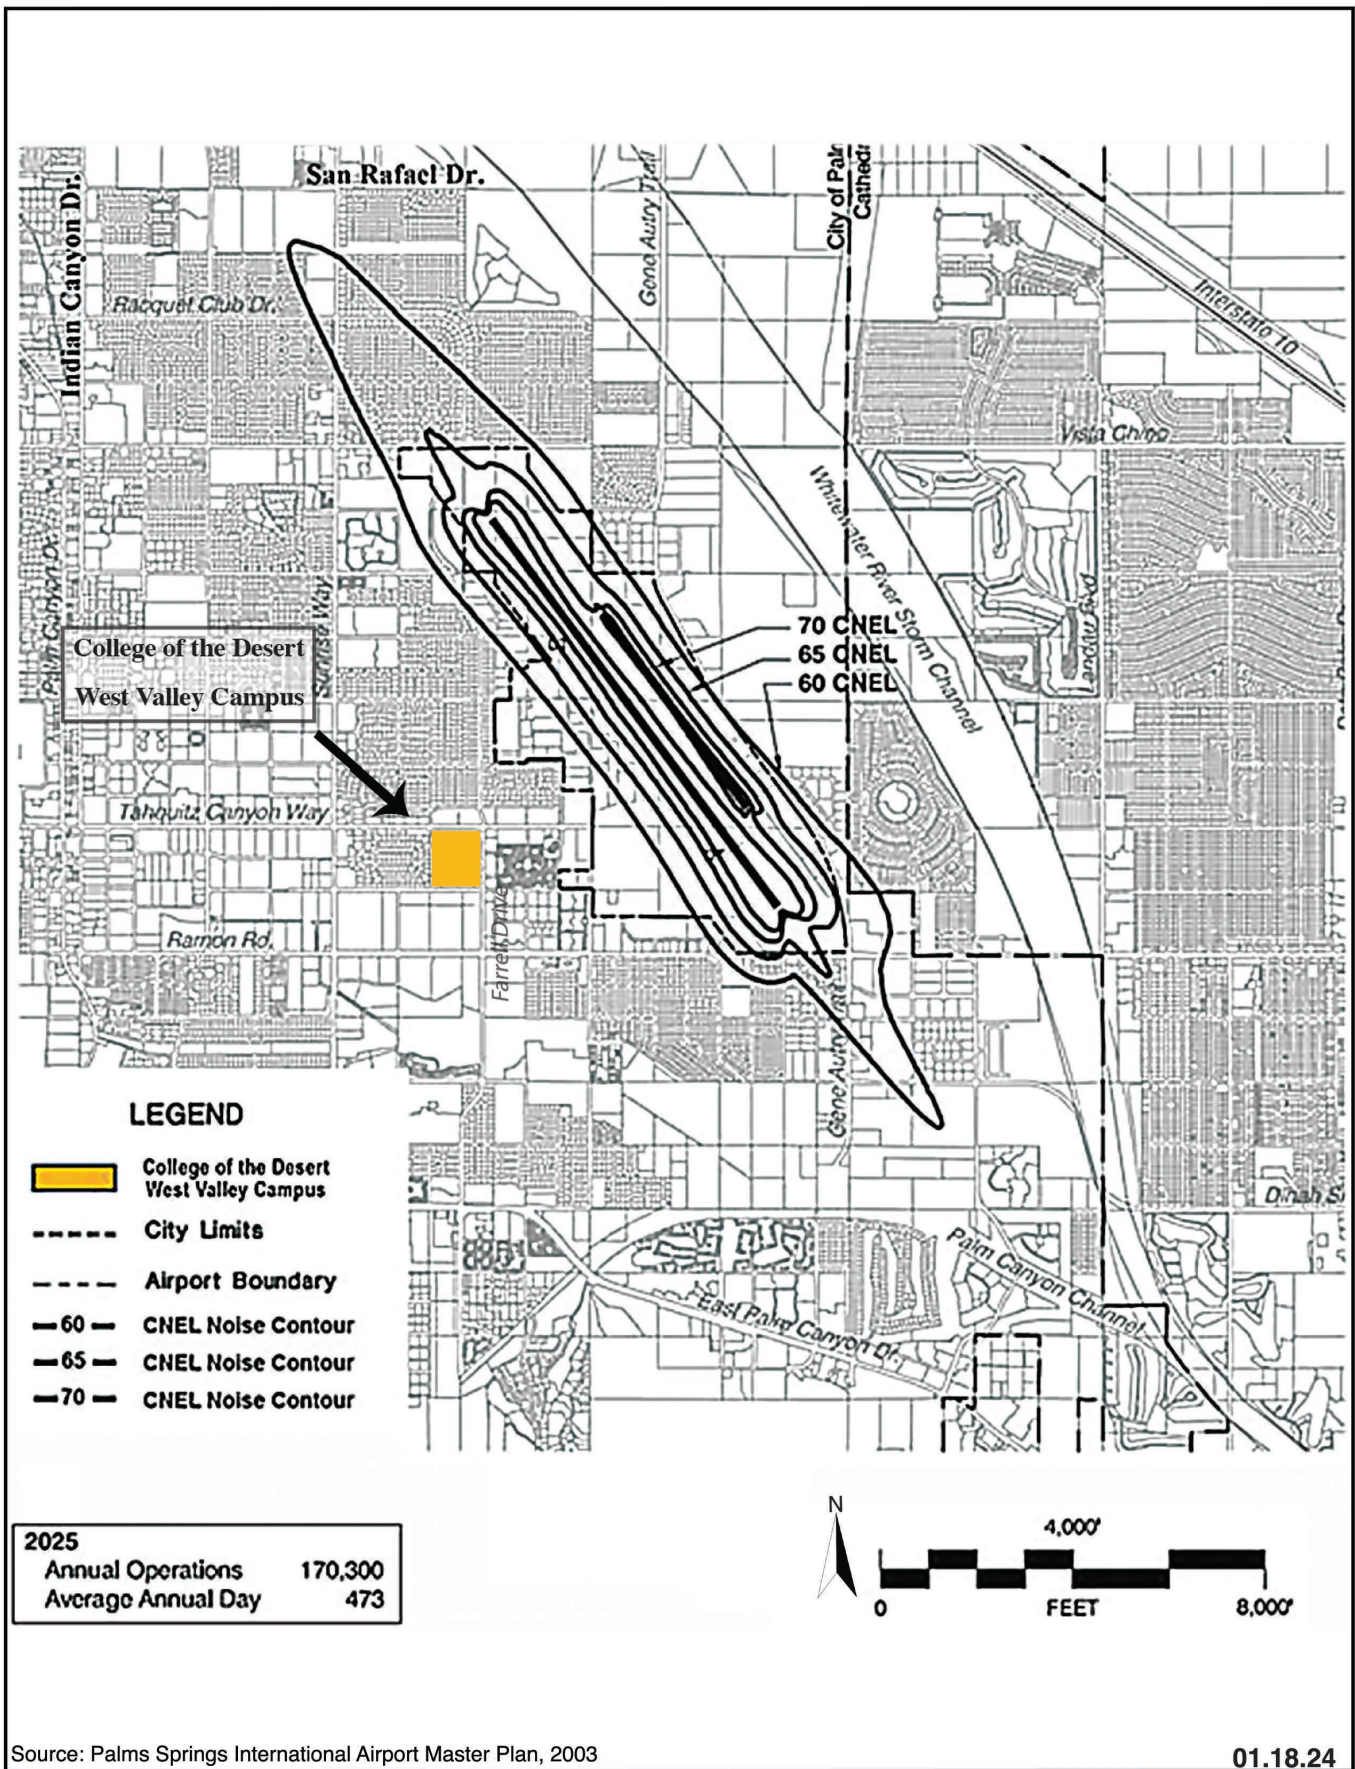 San Rafael Dr.
Indian Canyon Dr.
Gene Autry Trail
City of Palm
Cathedr
Racquet Club Dr.
Interstate 10
Vista Chino
Whitewater River Storm Channel
Landau Blvd
Palm Canyon Dr.
Sunrise Way
70 CNEL
65 CNEL
60 CNEL
College of the Desert
West Valley Campus
Tahquitz Canyon Way
Farrell Drive
Ramon Rd.
Gene Autry Trail
LEGEND
College of the Desert
West Valley Campus
City Limits
Airport Boundary
60 CNEL Noise Contour
65 CNEL Noise Contour
70 CNEL Noise Contour
Dinah S
Palm Canyon Channel
East Palm Canyon Dr.
2025
Annual Operations 170,300
Average Annual Day 473
N
4,000'
0 FEET 8,000'
Source: Palms Springs International Airport Master Plan, 2003
01.18.24